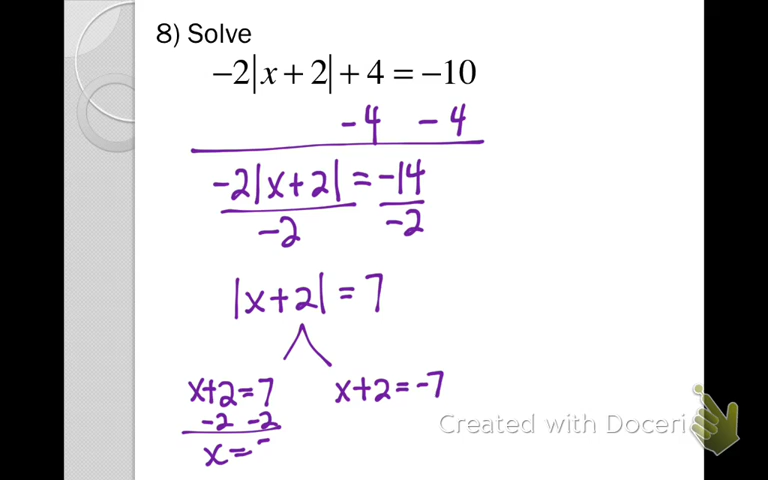 8) Solve
−2|x + 2| + 4 = −10
−4 −4
−2|x+2| = −14
−2 −2
|x+2| = 7
x+2=7 x+2=-7
-2 -2
x=
Created with Doceri